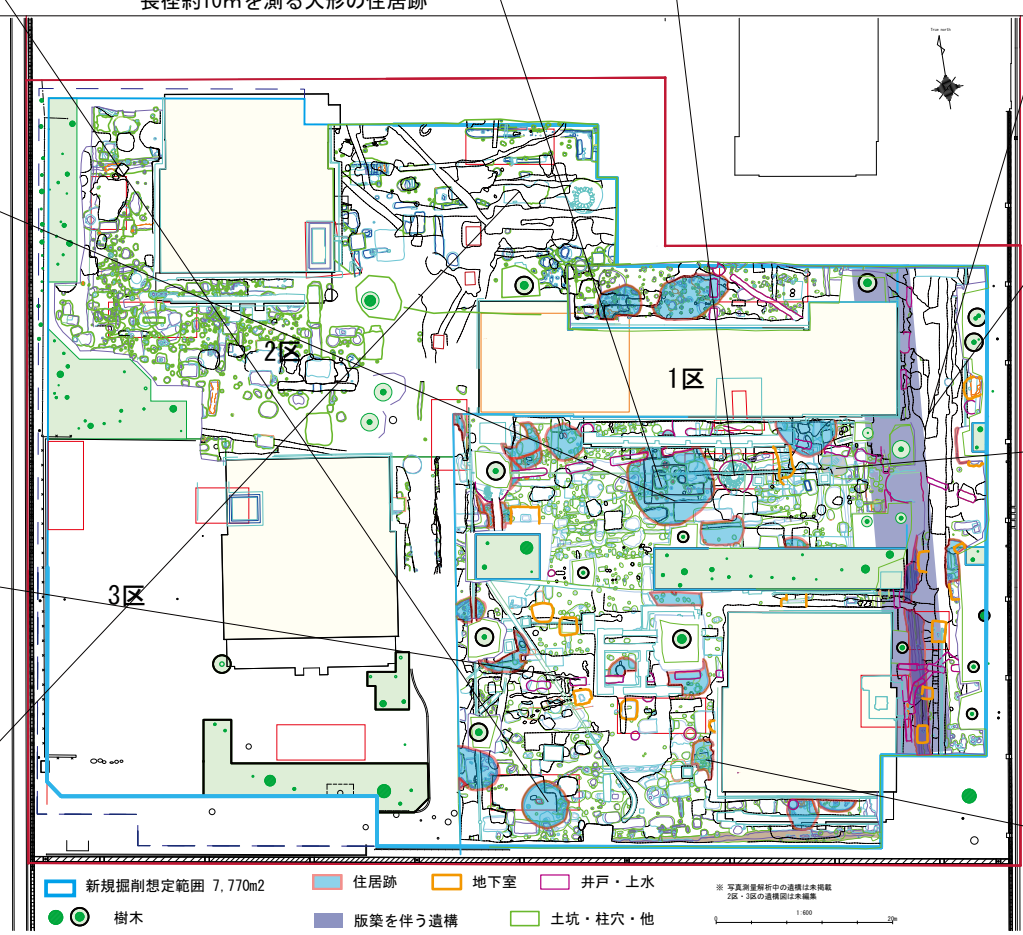 長径約10mを測る大形の住居跡
True north
2区
1区
3区
新規掘削想定範囲 7,770m2
住居跡
地下室
井戸・上水
樹木
版築を伴う遺構
土坑・柱穴・他
※ 写真測量解析中の遺構は未掲載
2区・3区の遺構図は未編集
0 1:600 20m